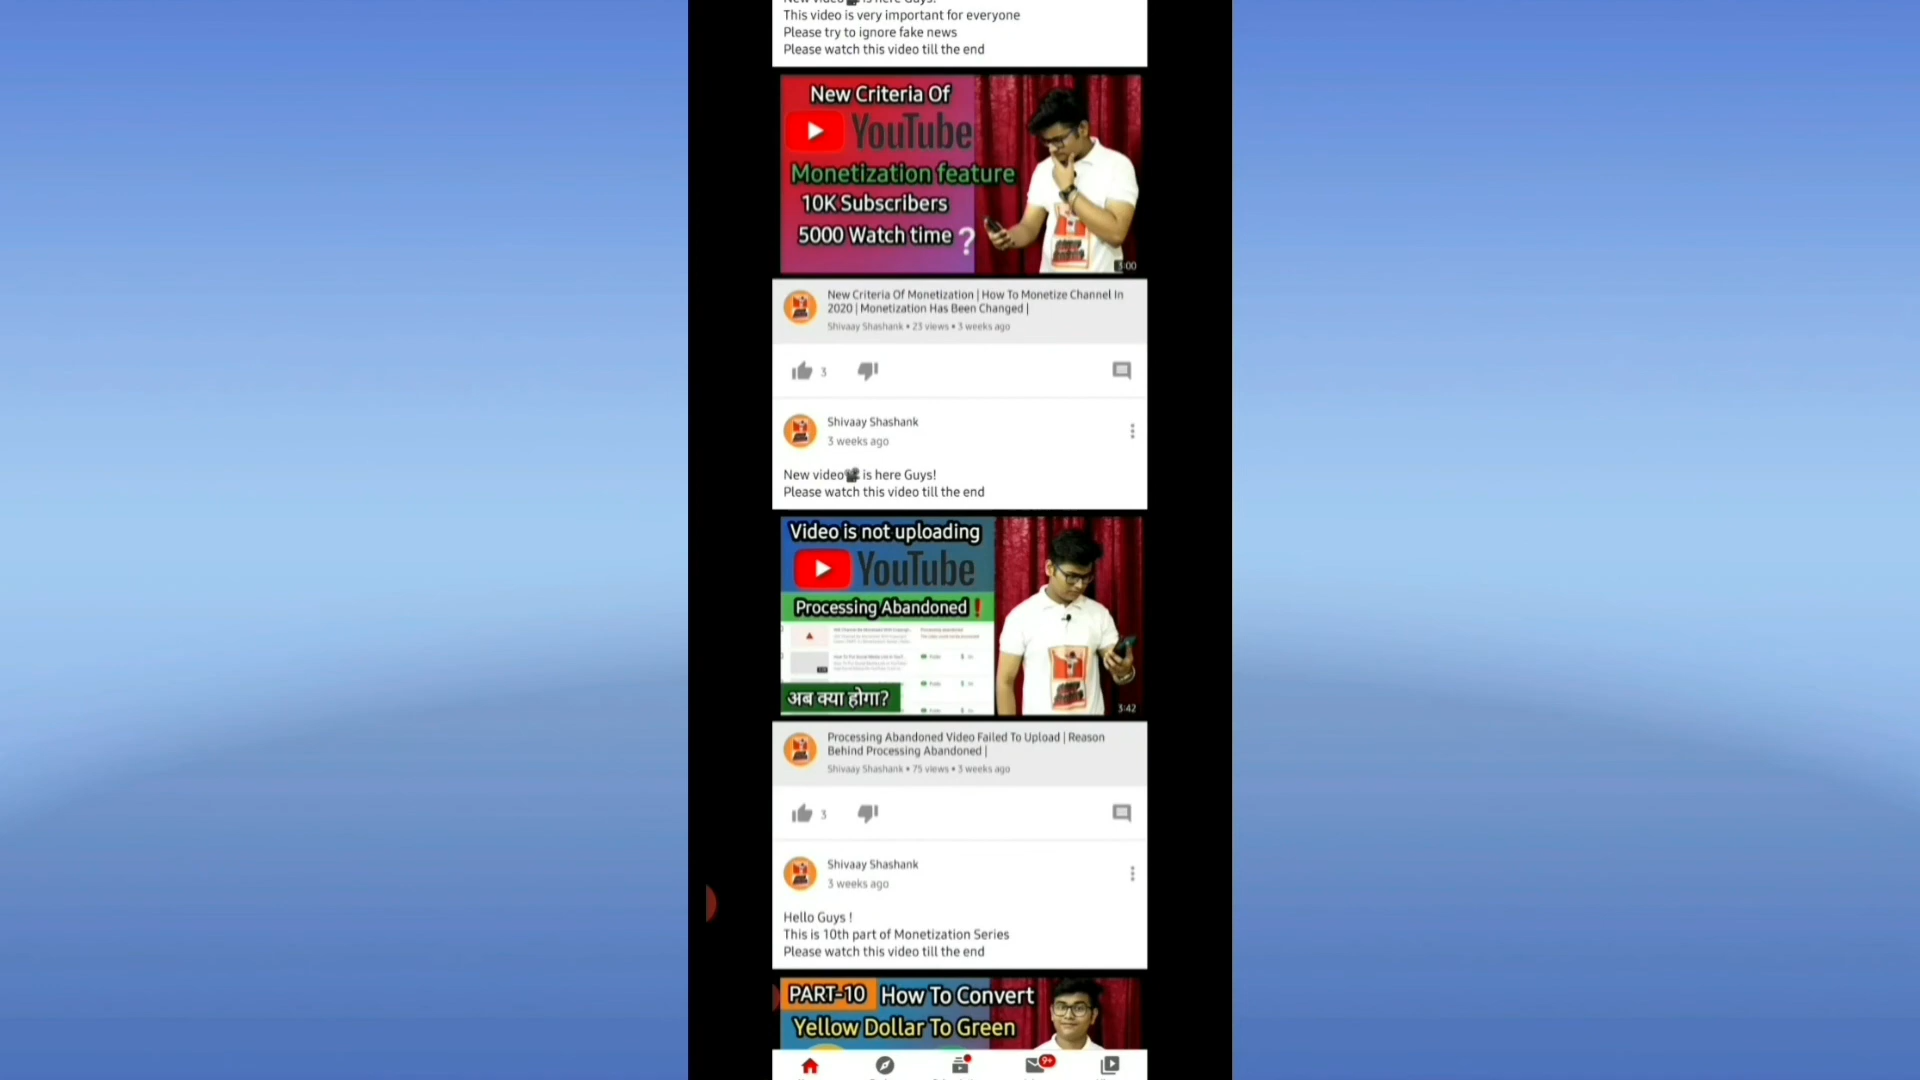 This video is very important for everyone
Please try to ignore fake news
Please watch this video till the end
New Criteria Of
YouTube
Monetization feature
10K Subscribers
5000 Watch time ?
3:00
New Criteria Of Monetization | How To Monetize Channel In
2020 | Monetization Has Been Changed |
Shivaay Shashank • 23 views • 3 weeks ago
3
Shivaay Shashank
3 weeks ago
New video📽 is here Guys!
Please watch this video till the end
Video is not uploading
YouTube
Processing Abandoned❗
अब क्या होगा?
3:42
Processing Abandoned Video Failed To Upload | Reason
Behind Processing Abandoned |
Shivaay Shashank • 75 views • 3 weeks ago
3
Shivaay Shashank
3 weeks ago
Hello Guys !
This is 10th part of Monetization Series
Please watch this video till the end
PART-10 How To Convert
Yellow Dollar To Green
9+